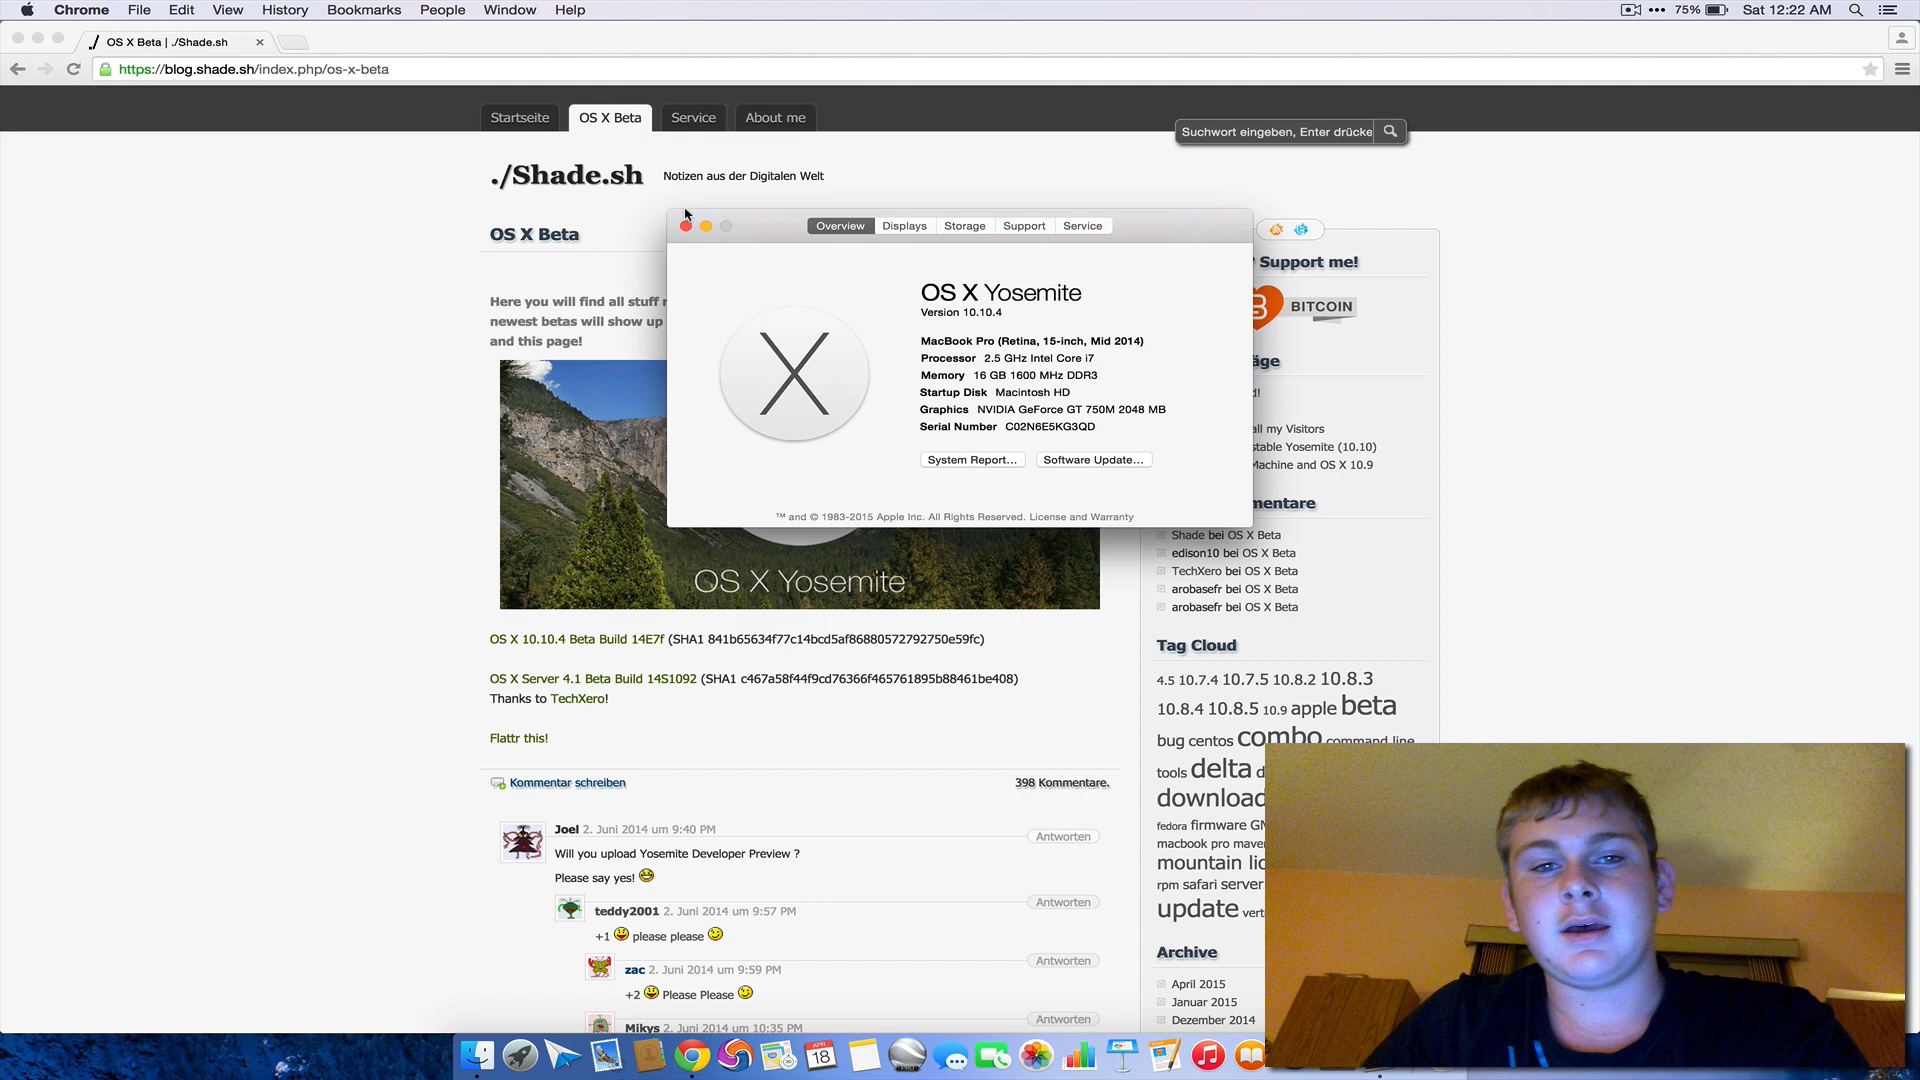 Chrome File Edit View History Bookmarks People Window Help
75% Sat 12:22 AM
OS X Beta | ./Shade.sh
https://blog.shade.sh/index.php/os-x-beta
Startseite OS X Beta Service About me
Suchwort eingeben, Enter drücke
./Shade.sh Notizen aus der Digitalen Welt
OS X Beta
Here you will find all stuff
newest betas will show up
and this page!
Overview Displays Storage Support Service
OS X Yosemite
Version 10.10.4
MacBook Pro (Retina, 15-inch, Mid 2014)
Processor 2.5 GHz Intel Core i7
Memory 16 GB 1600 MHz DDR3
Startup Disk Macintosh HD
Graphics NVIDIA GeForce GT 750M 2048 MB
Serial Number C02N6E5KG3QD
System Report... Software Update...
™ and © 1983-2015 Apple Inc. All Rights Reserved. License and Warranty
OS X Yosemite
OS X 10.10.4 Beta Build 14E7f (SHA1 841b65634f77c14bcd5af86880572792750e59fc)
OS X Server 4.1 Beta Build 14S1092 (SHA1 c467a58f44f9cd76366f465761895b88461be408)
Thanks to TechXero!
Flattr this!
Kommentar schreiben 398 Kommentare.
Joel 2. Juni 2014 um 9:40 PM Antworten
Will you upload Yosemite Developer Preview ?
Please say yes!
teddy2001 2. Juni 2014 um 9:57 PM Antworten
+1 please please
zac 2. Juni 2014 um 9:59 PM Antworten
+2 Please Please
Mikys 2. Juni 2014 um 10:35 PM Antworten
Support me!
BITCOIN
all my Visitors
stable Yosemite (10.10)
Machine and OS X 10.9
Shade bei OS X Beta
edison10 bei OS X Beta
TechXero bei OS X Beta
arobasefr bei OS X Beta
arobasefr bei OS X Beta
Tag Cloud
4.5 10.7.4 10.7.5 10.8.2 10.8.3
10.8.4 10.8.5 10.9 apple beta
bug centos combo command line
tools delta
download
fedora firmware
macbook pro
mountain
rpm safari server
update
Archive
April 2015
Januar 2015
Dezember 2014
APR
18